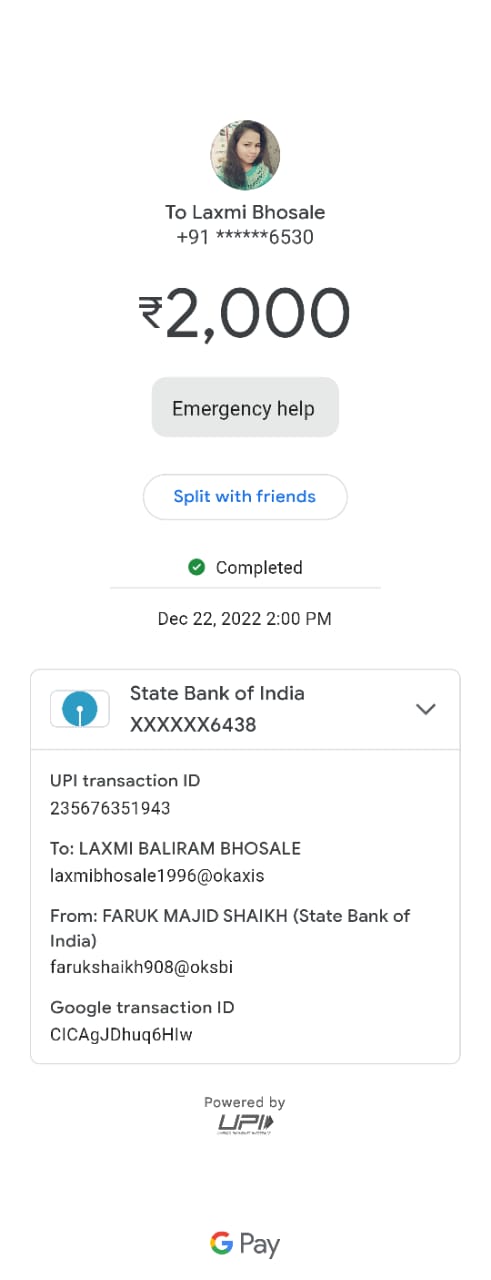 To Laxmi Bhosale
+91 ******6530
₹2,000
Emergency help
Split with friends
Completed
Dec 22, 2022 2:00 PM
State Bank of India
XXXXXX6438
UPI transaction ID
235676351943
To: LAXMI BALIRAM BHOSALE
laxmibhosale1996@okaxis
From: FARUK MAJID SHAIKH (State Bank of
India)
farukshaikh908@oksbi
Google transaction ID
CICAgJDhuq6HIw
Powered by
UPI
G Pay